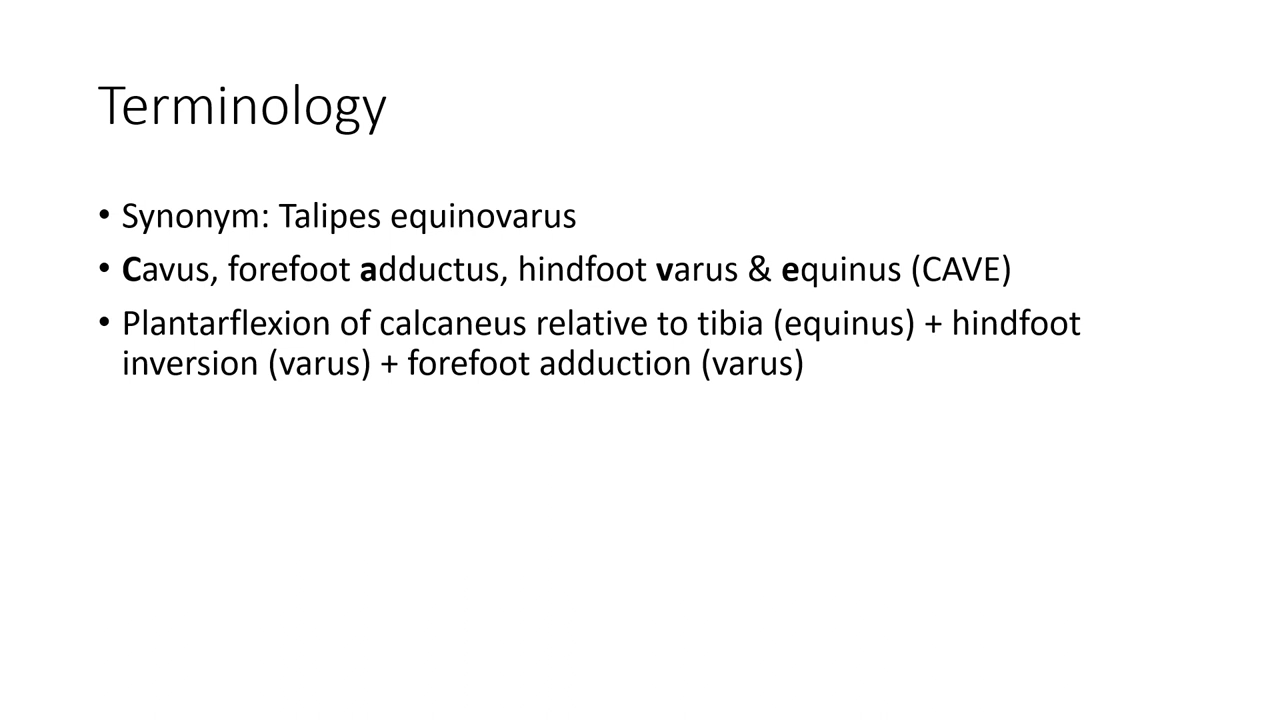 Terminology
• Synonym: Talipes equinovarus
• Cavus, forefoot adductus, hindfoot varus & equinus (CAVE)
• Plantarflexion of calcaneus relative to tibia (equinus) + hindfoot
inversion (varus) + forefoot adduction (varus)